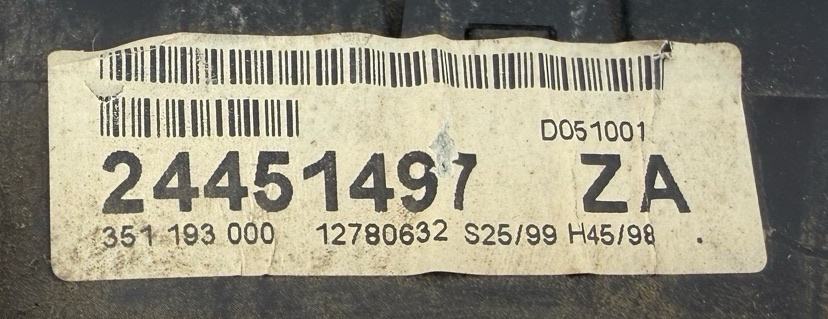 D051001
24451497 ZA
351 193 000 12780632 S25/99 H45/98 .